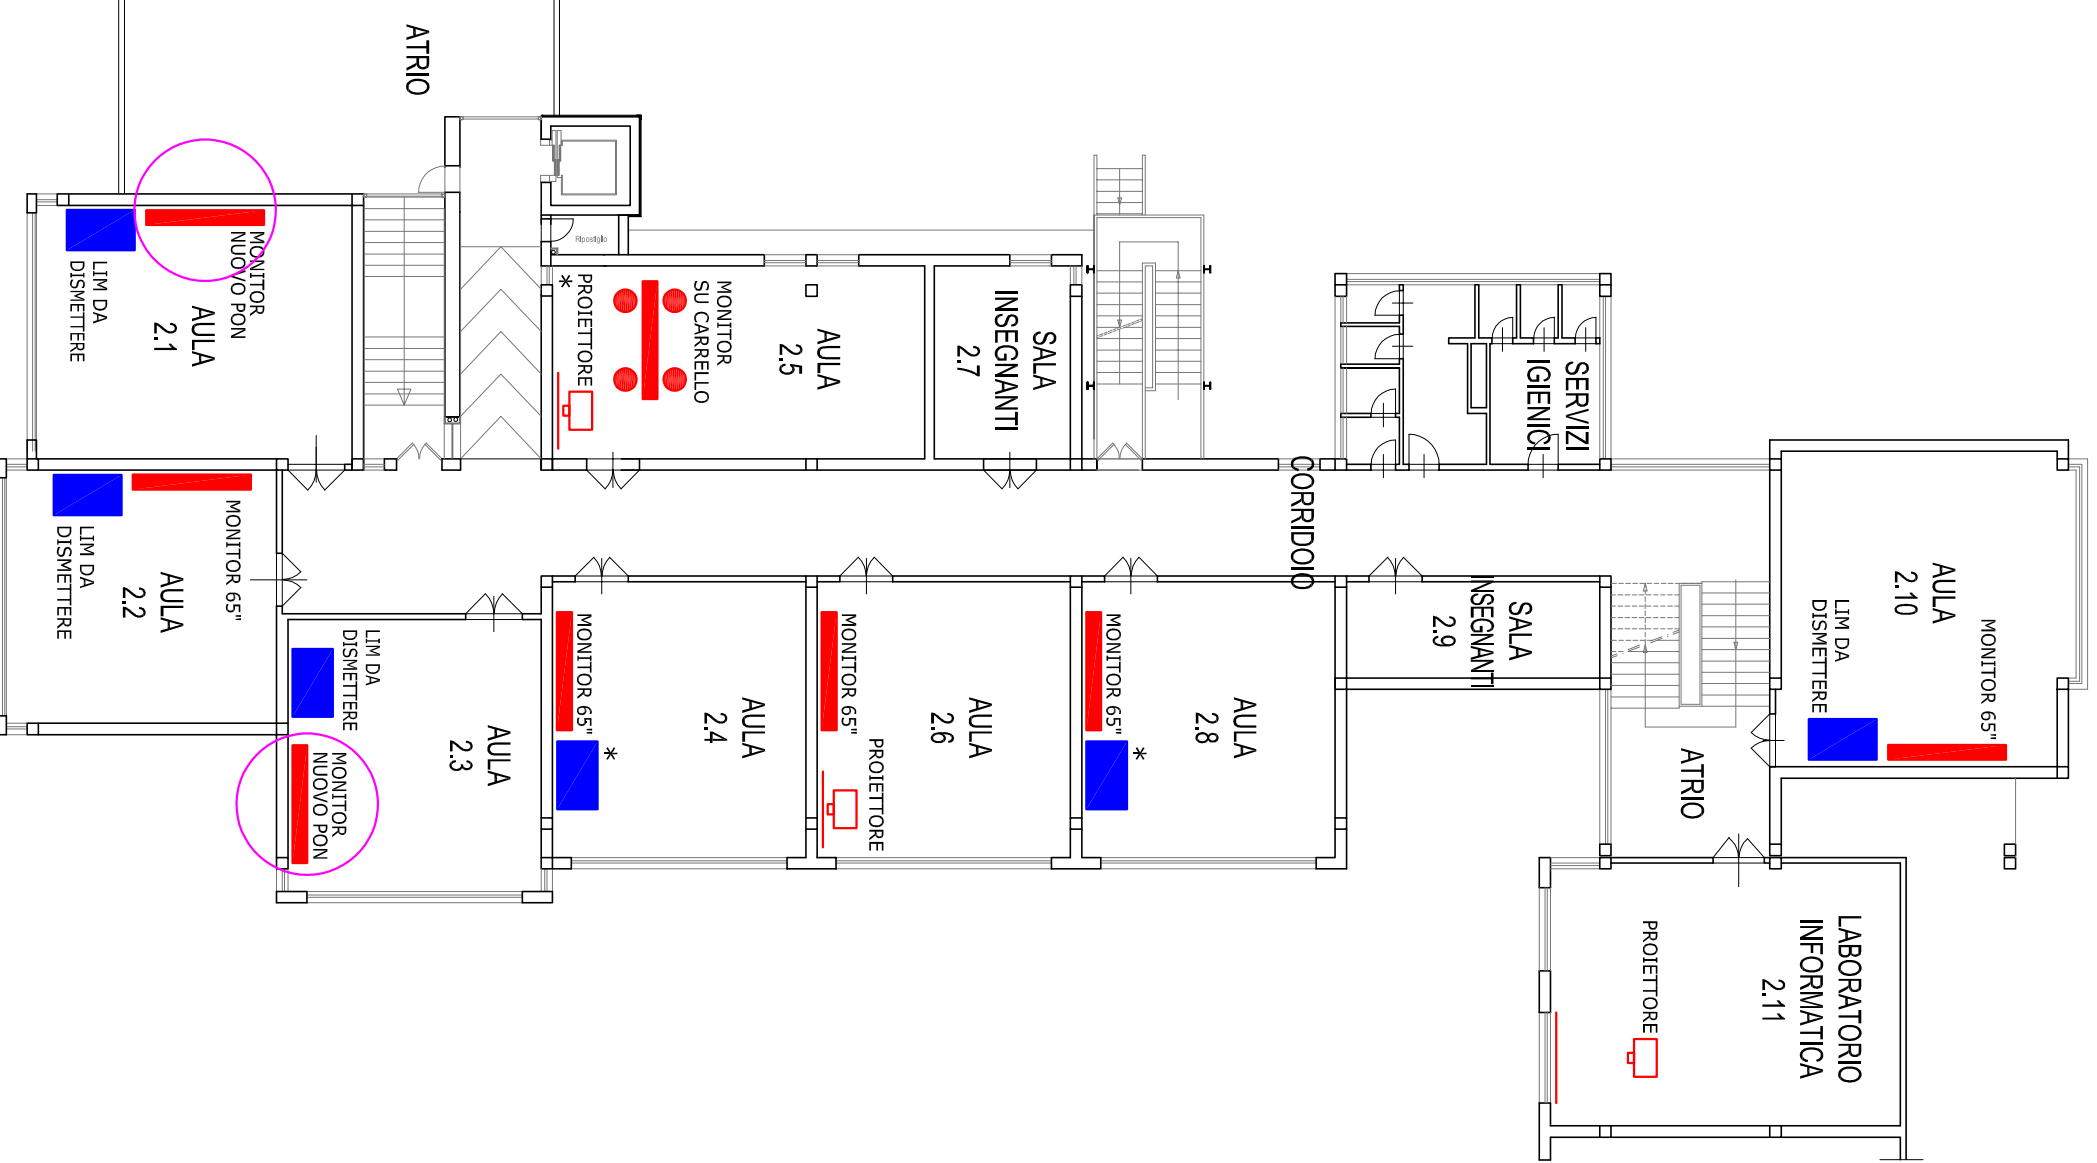 ATRIO
MONITOR
NUOVO PON
LIM DA
DISMETTERE
AULA
2.1
Ripostiglio
PROIETTORE
*
MONITOR
SU CARRELLO
AULA
2.5
SALA
INSEGNANTI
2.7
SERVIZI
IGIENICI
CORRIDOIO
MONITOR 65"
LIM DA
DISMETTERE
AULA
2.2
LIM DA
DISMETTERE
MONITOR
NUOVO PON
AULA
2.3
MONITOR 65"
*
AULA
2.4
MONITOR 65"
PROIETTORE
AULA
2.6
MONITOR 65"
*
AULA
2.8
SALA
INSEGNANTI
2.9
AULA
2.10
LIM DA
DISMETTERE
MONITOR 65"
ATRIO
LABORATORIO
INFORMATICA
2.11
PROIETTORE